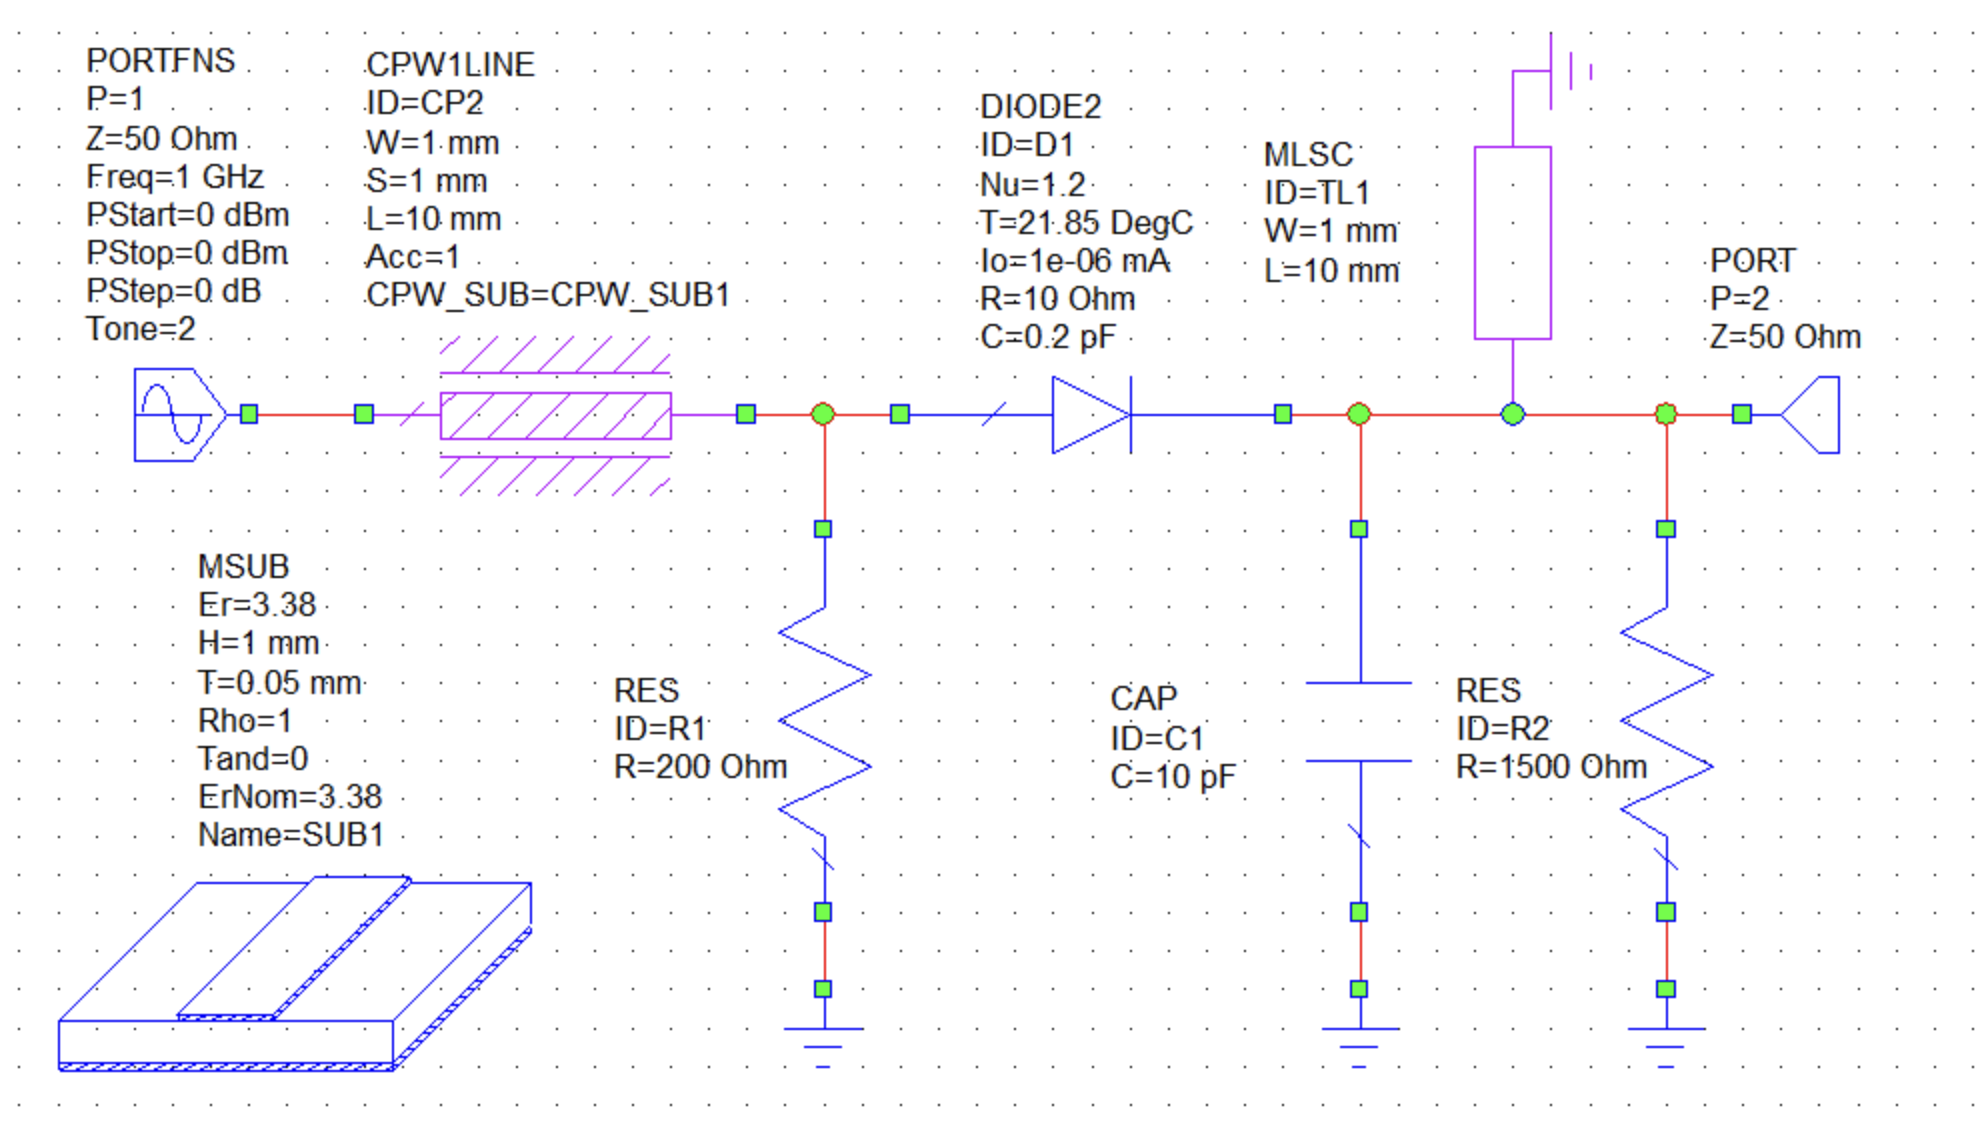 PORTFNS
P=1
Z=50 Ohm
Freq=1 GHz
PStart=0 dBm
PStop=0 dBm
PStep=0 dB
Tone=2
CPW1LINE
ID=CP2
W=1 mm
S=1 mm
L=10 mm
Acc=1
CPW_SUB=CPW_SUB1
DIODE2
ID=D1
Nu=1.2
T=21.85 DegC
Io=1e-06 mA
R=10 Ohm
C=0.2 pF
MLSC
ID=TL1
W=1 mm
L=10 mm
PORT
P=2
Z=50 Ohm
MSUB
Er=3.38
H=1 mm
T=0.05 mm
Rho=1
Tand=0
ErNom=3.38
Name=SUB1
RES
ID=R1
R=200 Ohm
CAP
ID=C1
C=10 pF
RES
ID=R2
R=1500 Ohm